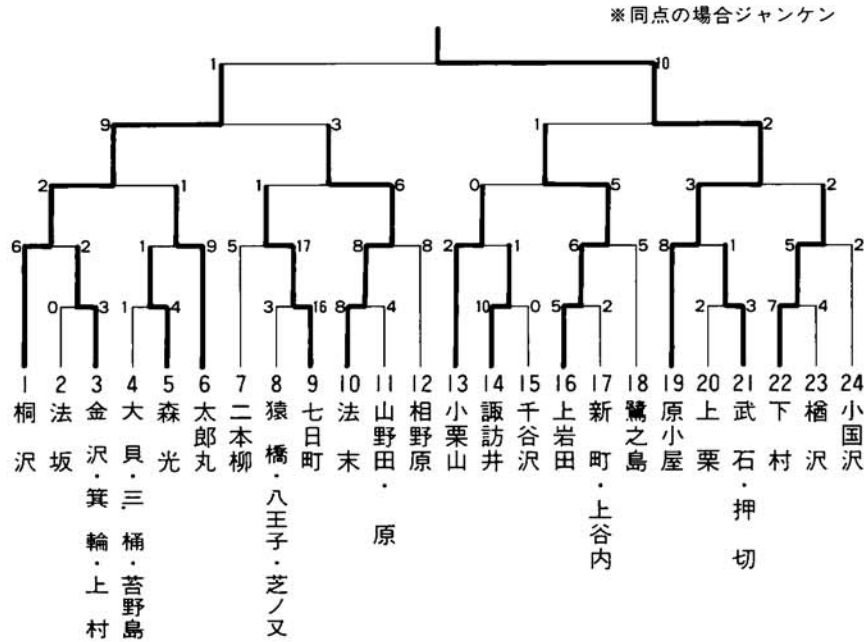 ※同点の場合ジャンケン
1 10
9 3 1 2
2 1 1 6 0 5 3 2
6 2 1 9 5 17 8 8 2 1 6 5 8 1 5 2
0 3 1 4 3 16 8 4 10 0 5 2 2 3 7 4
1 桐沢
2 法坂
3 金沢・箕輪・上村
4 大貝・三桶・苔野島
5 森光
6 太郎丸
7 二本柳
8 猿橋・八王子・芝ノ又
9 七日町
10 法末
11 山野田・原
12 相野原
13 小栗山
14 諏訪井
15 千谷沢
16 上岩田
17 新町・上谷内
18 鷺之島
19 原小屋
20 上栗
21 武石・押切
22 下村
23 楢沢
24 小国沢